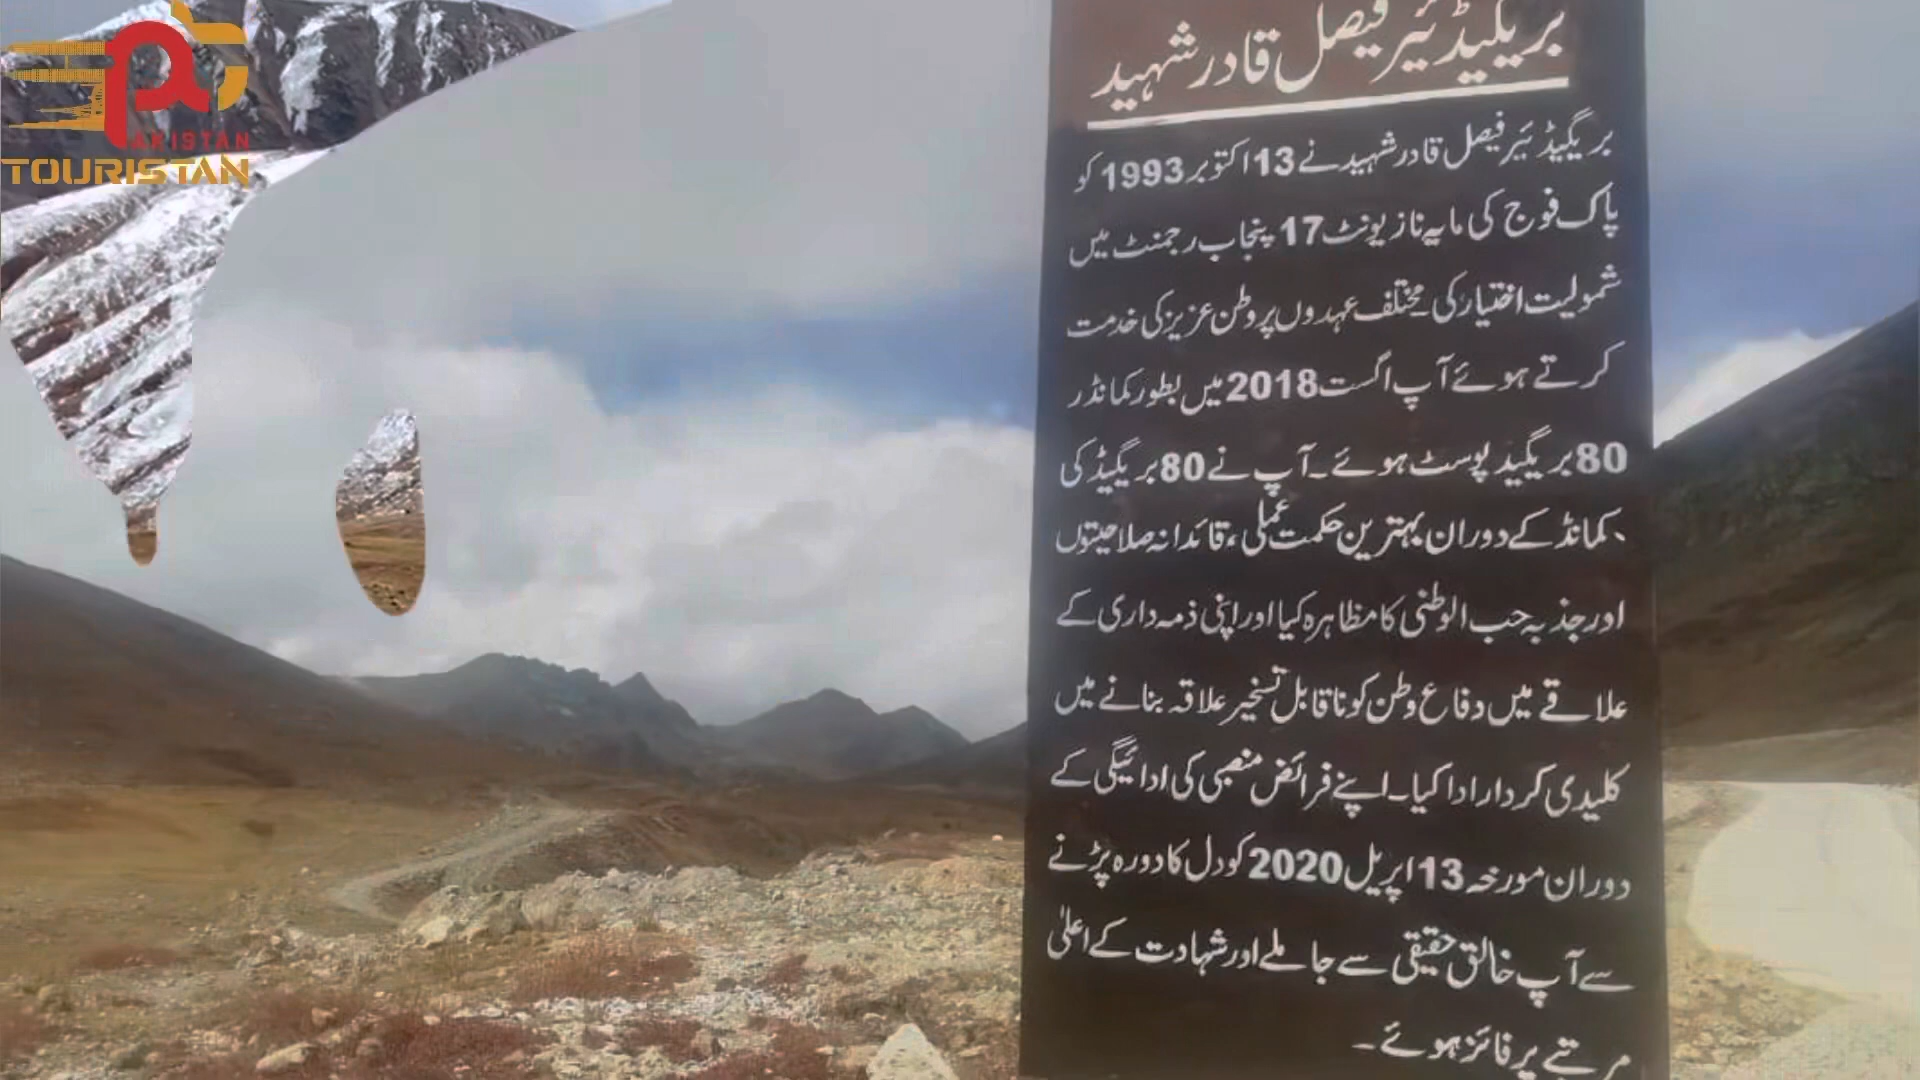 PAKISTAN
TOURISTAN
بریگیڈئیر فیصل قادر شہید
بریگیڈئیر فیصل قادر شہید نے 13 اکتوبر 1993 کو
پاک فوج کی مایہ ناز یونٹ 17 پنجاب رجمنٹ میں
شمولیت اختیار کی۔ مختلف عہدوں پر وطن عزیز کی خدمت
کرتے ہوئے آپ اگست 2018 میں بطور کمانڈر
80 بریگیڈ پوسٹ ہوئے۔ آپ نے 80 بریگیڈ کی
کمانڈ کے دوران بہترین حکمت عملی، قائدانہ صلاحیتوں
اور جذبہ حب الوطنی کا مظاہرہ کیا اور اپنی ذمہ داری کے
علاقے میں دفاع وطن کو ناقابل تسخیر علاقہ بنانے میں
کلیدی کردار ادا کیا۔ اپنے فرائض منصبی کی ادائیگی کے
دوران مورخہ 13 اپریل 2020 کو دل کا دورہ پڑنے
سے آپ خالق حقیقی سے جا ملے اور شہادت کے اعلیٰ
مرتبے پر فائز ہوئے۔